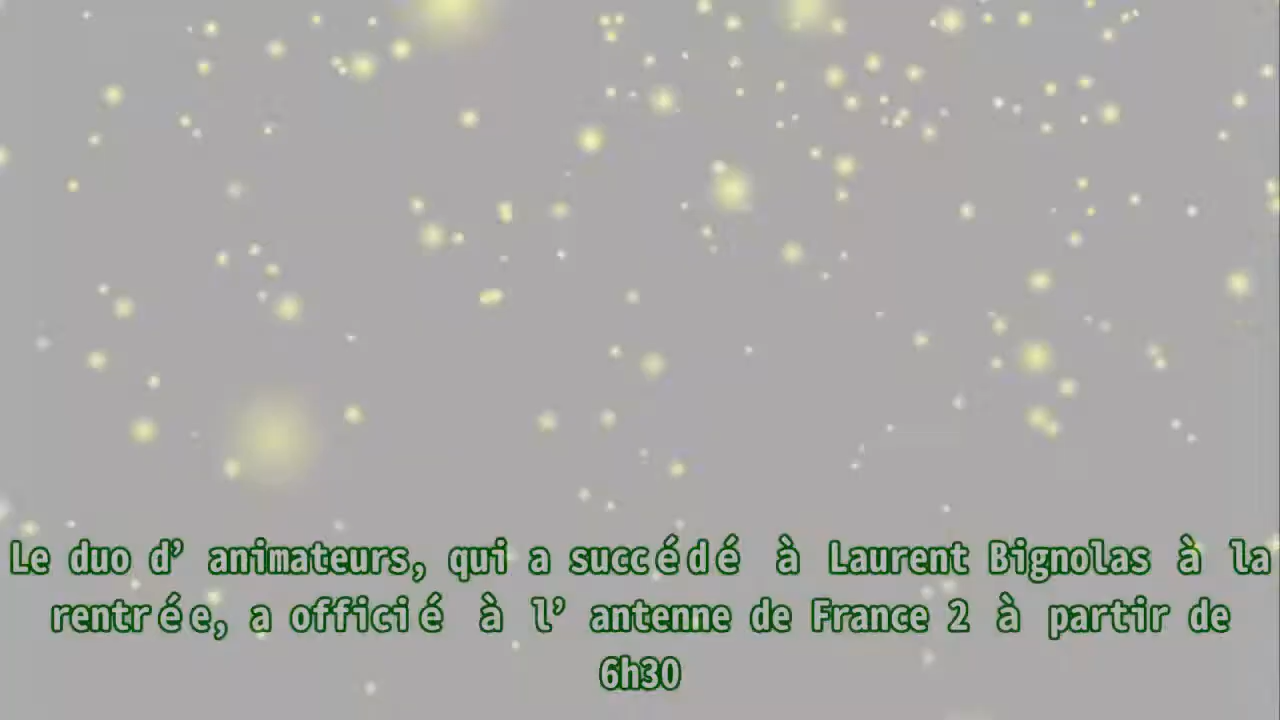 Le duo d’ animateurs, qui a succédé à Laurent Bignolas à la
rentrée, a officié à l’ antenne de France 2 à partir de
6h30